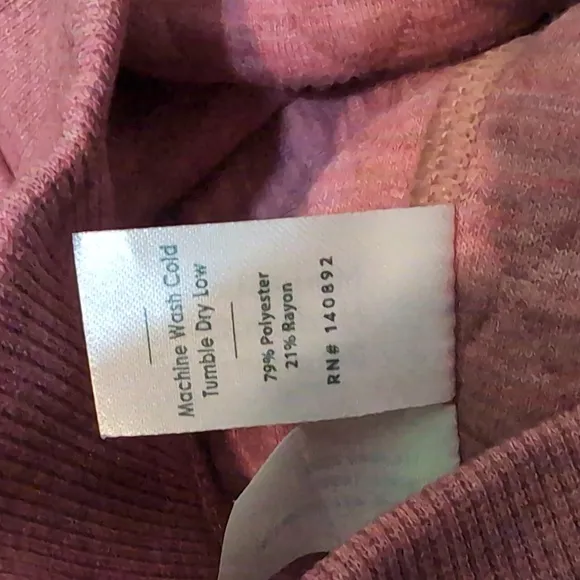 Machine Wash Cold
Tumble Dry Low
79% Polyester
21% Rayon
RN# 140892